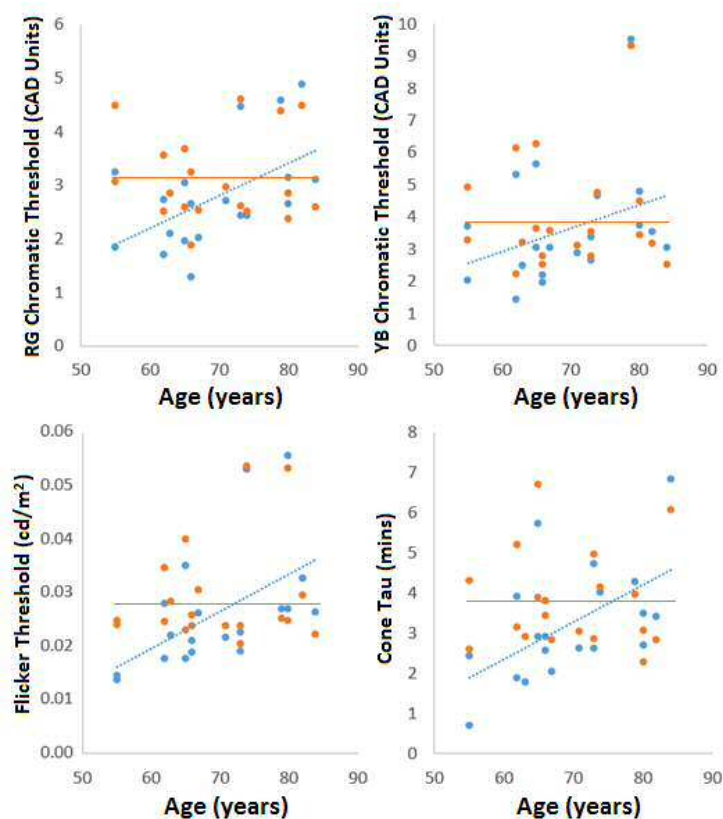 RG Chromatic Threshold (CAD Units)
6
5
4
3
2
1
0
50 60 70 80 90
Age (years)
YB Chromatic Threshold (CAD Units)
10
9
8
7
6
5
4
3
2
1
0
50 60 70 80 90
Age (years)
Flicker Threshold (cd/m²)
0.06
0.05
0.04
0.03
0.02
0.01
0.00
50 60 70 80 90
Age (years)
Cone Tau (mins)
8
7
6
5
4
3
2
1
0
50 60 70 80 90
Age (years)